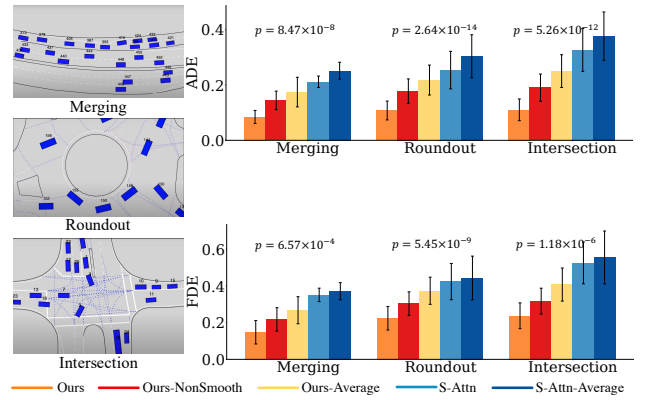 Merging
Roundout
Intersection
ADE
0.4
0.2
0.0
p = 8.47×10⁻⁸
p = 2.64×10⁻¹⁴
p = 5.26×10⁻¹²
Merging Roundout Intersection
FDE
0.6
0.4
0.2
0.0
p = 6.57×10⁻⁴
p = 5.45×10⁻⁹
p = 1.18×10⁻⁶
Merging Roundout Intersection
Ours Ours-NonSmooth Ours-Average S-Attn S-Attn-Average